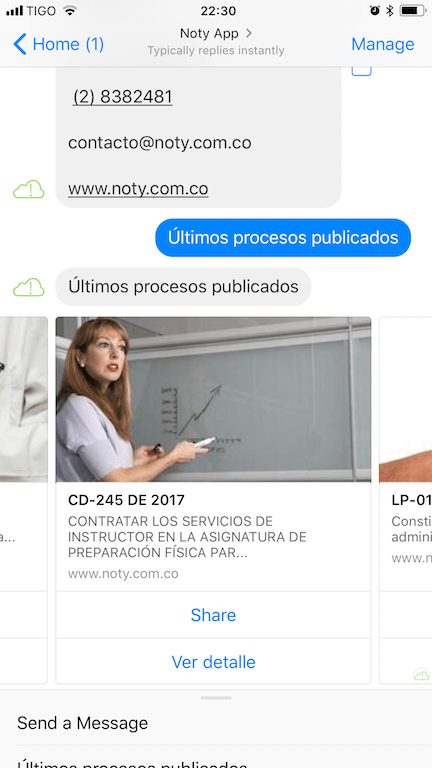 TIGO
22:30
Home (1)
Noty App
Typically replies instantly
Manage
(2) 8382481
contacto@noty.com.co
www.noty.com.co
Últimos procesos publicados
Últimos procesos publicados
a...
CD-245 DE 2017
CONTRATAR LOS SERVICIOS DE
INSTRUCTOR EN LA ASIGNATURA DE
PREPARACIÓN FÍSICA PAR...
www.noty.com.co
Share
Ver detalle
LP-01
Consti
admini
www.n
Send a Message
Últimos procesos publicados